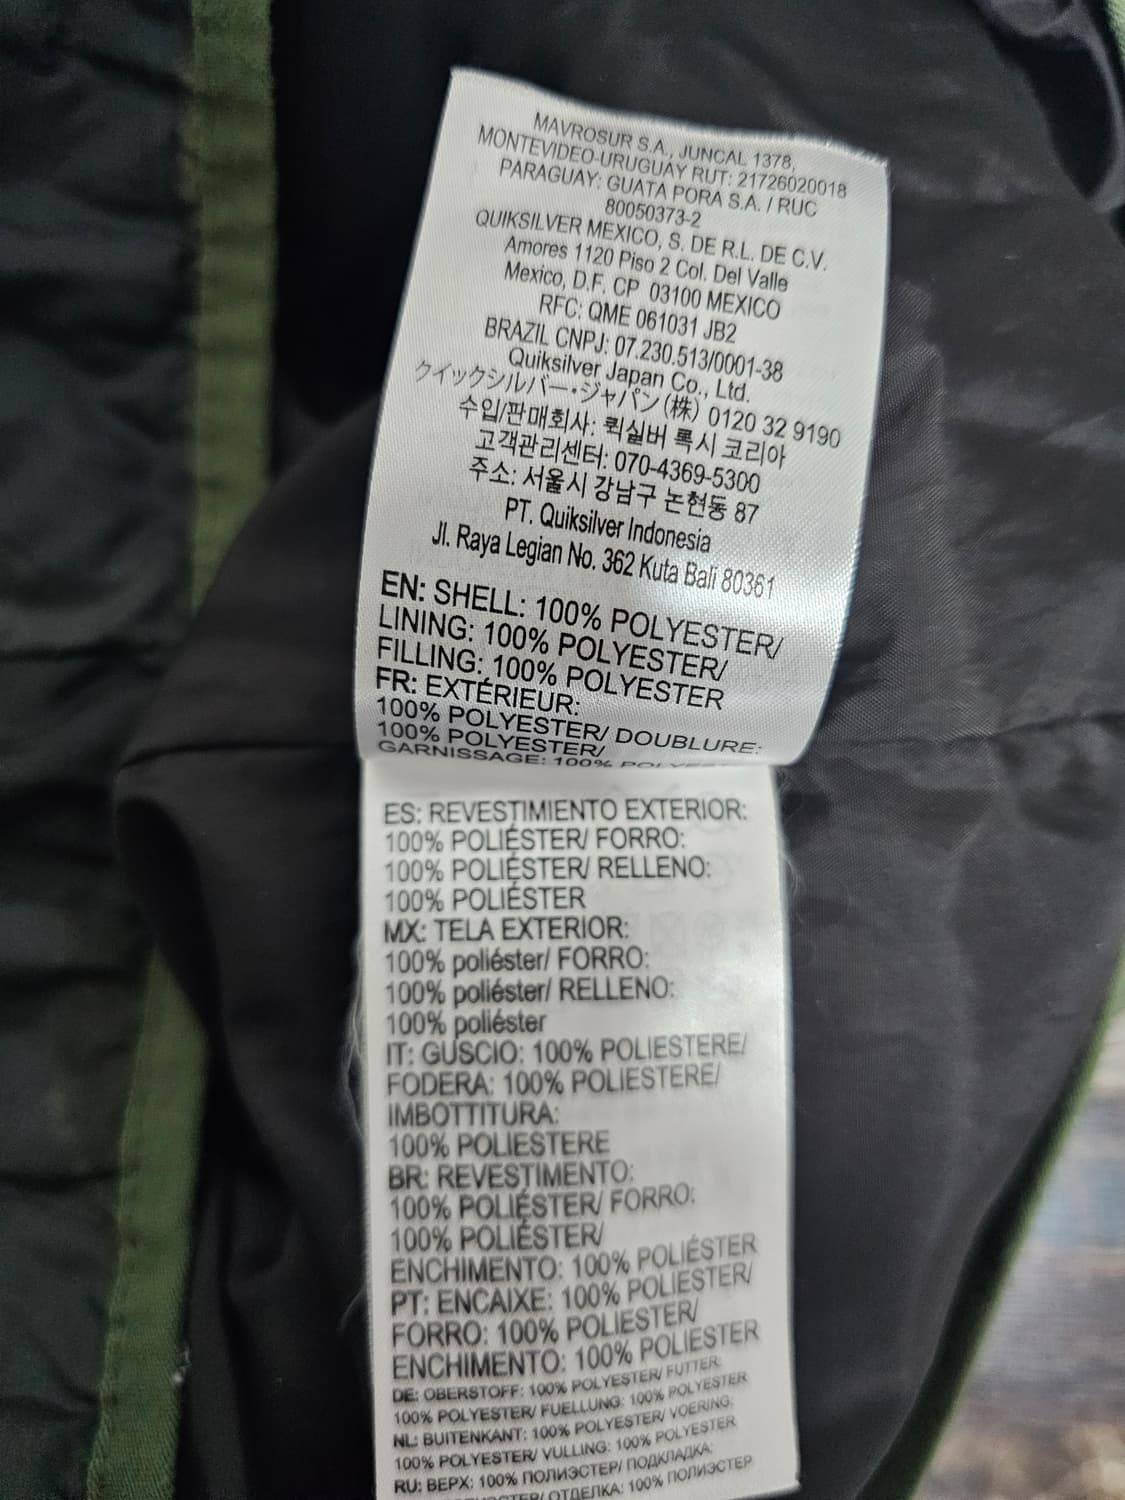 MAVROSUR S.A, JUNCAL 1378,
MONTEVIDEO-URUGUAY RUT: 21726020018
PARAGUAY: GUATA PORA S.A. / RUC
80050373-2
QUIKSILVER MEXICO, S. DE R.L. DE C.V.
Amores 1120 Piso 2 Col. Del Valle
Mexico, D.F. CP 03100 MEXICO
RFC: QME 061031 JB2
BRAZIL CNPJ: 07.230.513/0001-38
Quiksilver Japan Co., Ltd.
クイックシルバー・ジャパン(株) 0120 32 9190
수입/판매회사: 퀵실버 록시 코리아
고객관리센터: 070-4369-5300
주소: 서울시 강남구 논현동 87
PT. Quiksilver Indonesia
Jl. Raya Legian No. 362 Kuta Bali 80361
EN: SHELL: 100% POLYESTER/
LINING: 100% POLYESTER/
FILLING: 100% POLYESTER
FR: EXTÉRIEUR:
100% POLYESTER/ DOUBLURE:
100% POLYESTER/
GARNISSAGE: 100% POLYESTER
ES: REVESTIMIENTO EXTERIOR:
100% POLIÉSTER/ FORRO:
100% POLIÉSTER/ RELLENO:
100% POLIÉSTER
MX: TELA EXTERIOR:
100% poliéster/ FORRO:
100% poliéster/ RELLENO:
100% poliéster
IT: GUSCIO: 100% POLIESTERE/
FODERA: 100% POLIESTERE/
IMBOTTITURA:
100% POLIESTERE
BR: REVESTIMENTO:
100% POLIÉSTER/ FORRO:
100% POLIÉSTER/
ENCHIMENTO: 100% POLIÉSTER
PT: ENCAIXE: 100% POLIÉSTER/
FORRO: 100% POLIÉSTER/
ENCHIMENTO: 100% POLIÉSTER
DE: OBERSTOFF: 100% POLYESTER/ FUTTER:
100% POLYESTER/ FUELLUNG: 100% POLYESTER
NL: BUITENKANT: 100% POLYESTER/ VOERING:
100% POLYESTER/ VULLING: 100% POLYESTER
RU: ВЕРХ: 100% ПОЛИЭСТЕР/ ПОДКЛАДКА:
ОТДЕЛКА: 100% ПОЛИЭСТЕР